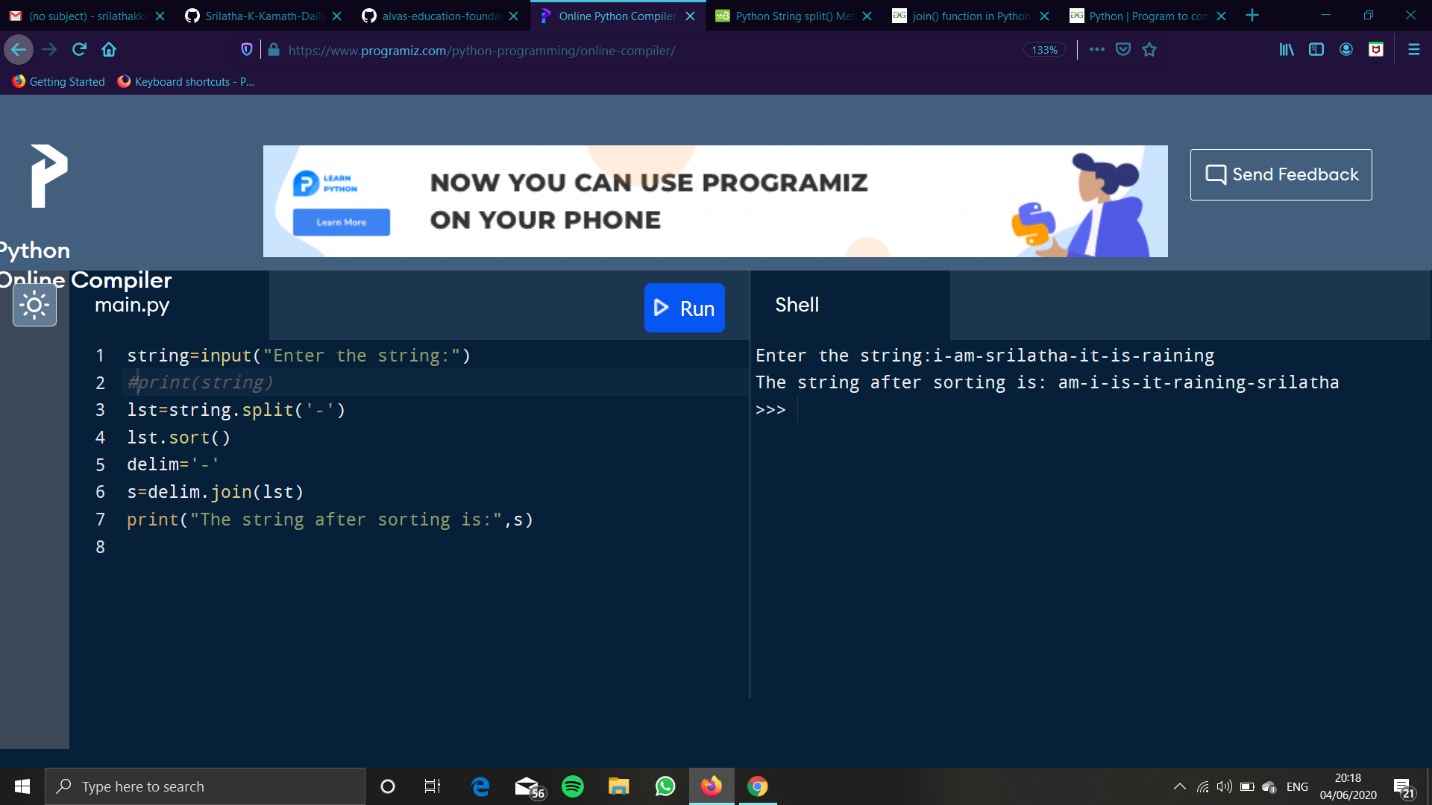 (no subject) - srilathakka
Srilatha-K-Kamath-Daily
alvas-education-founda
Online Python Compiler
Python String split() Met
join() function in Python
Python | Program to con
https://www.programiz.com/python-programming/online-compiler/
133%
Getting Started
Keyboard shortcuts - P...
LEARN
PYTHON
Learn More
NOW YOU CAN USE PROGRAMIZ
ON YOUR PHONE
Send Feedback
Python
Online Compiler
main.py
Run
Shell
1 string=input("Enter the string:")
2 #print(string)
3 lst=string.split('-')
4 lst.sort()
5 delim='-'
6 s=delim.join(lst)
7 print("The string after sorting is:",s)
8
Enter the string:i-am-srilatha-it-is-raining
The string after sorting is: am-i-is-it-raining-srilatha
>>>
Type here to search
56
ENG
20:18
04/06/2020
21